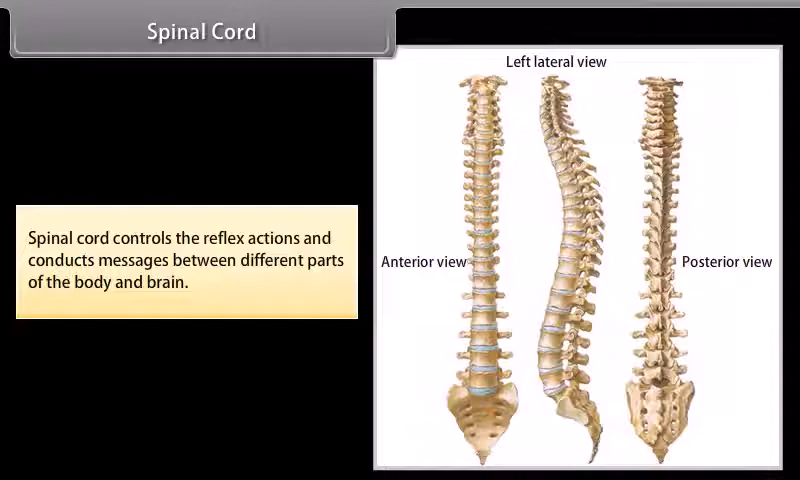 Spinal Cord
Left lateral view
Spinal cord controls the reflex actions and
conducts messages between different parts
of the body and brain.
Anterior view
Posterior view